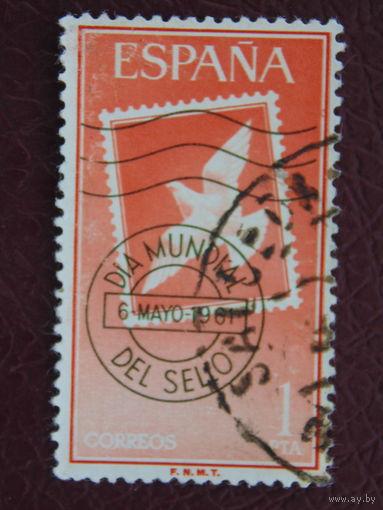 ESPAÑA
DIA MUNDIAL
6-MAYO-1961
DEL SELLO
1
PTA
CORREOS
F.N.M.T.
www.ay.by